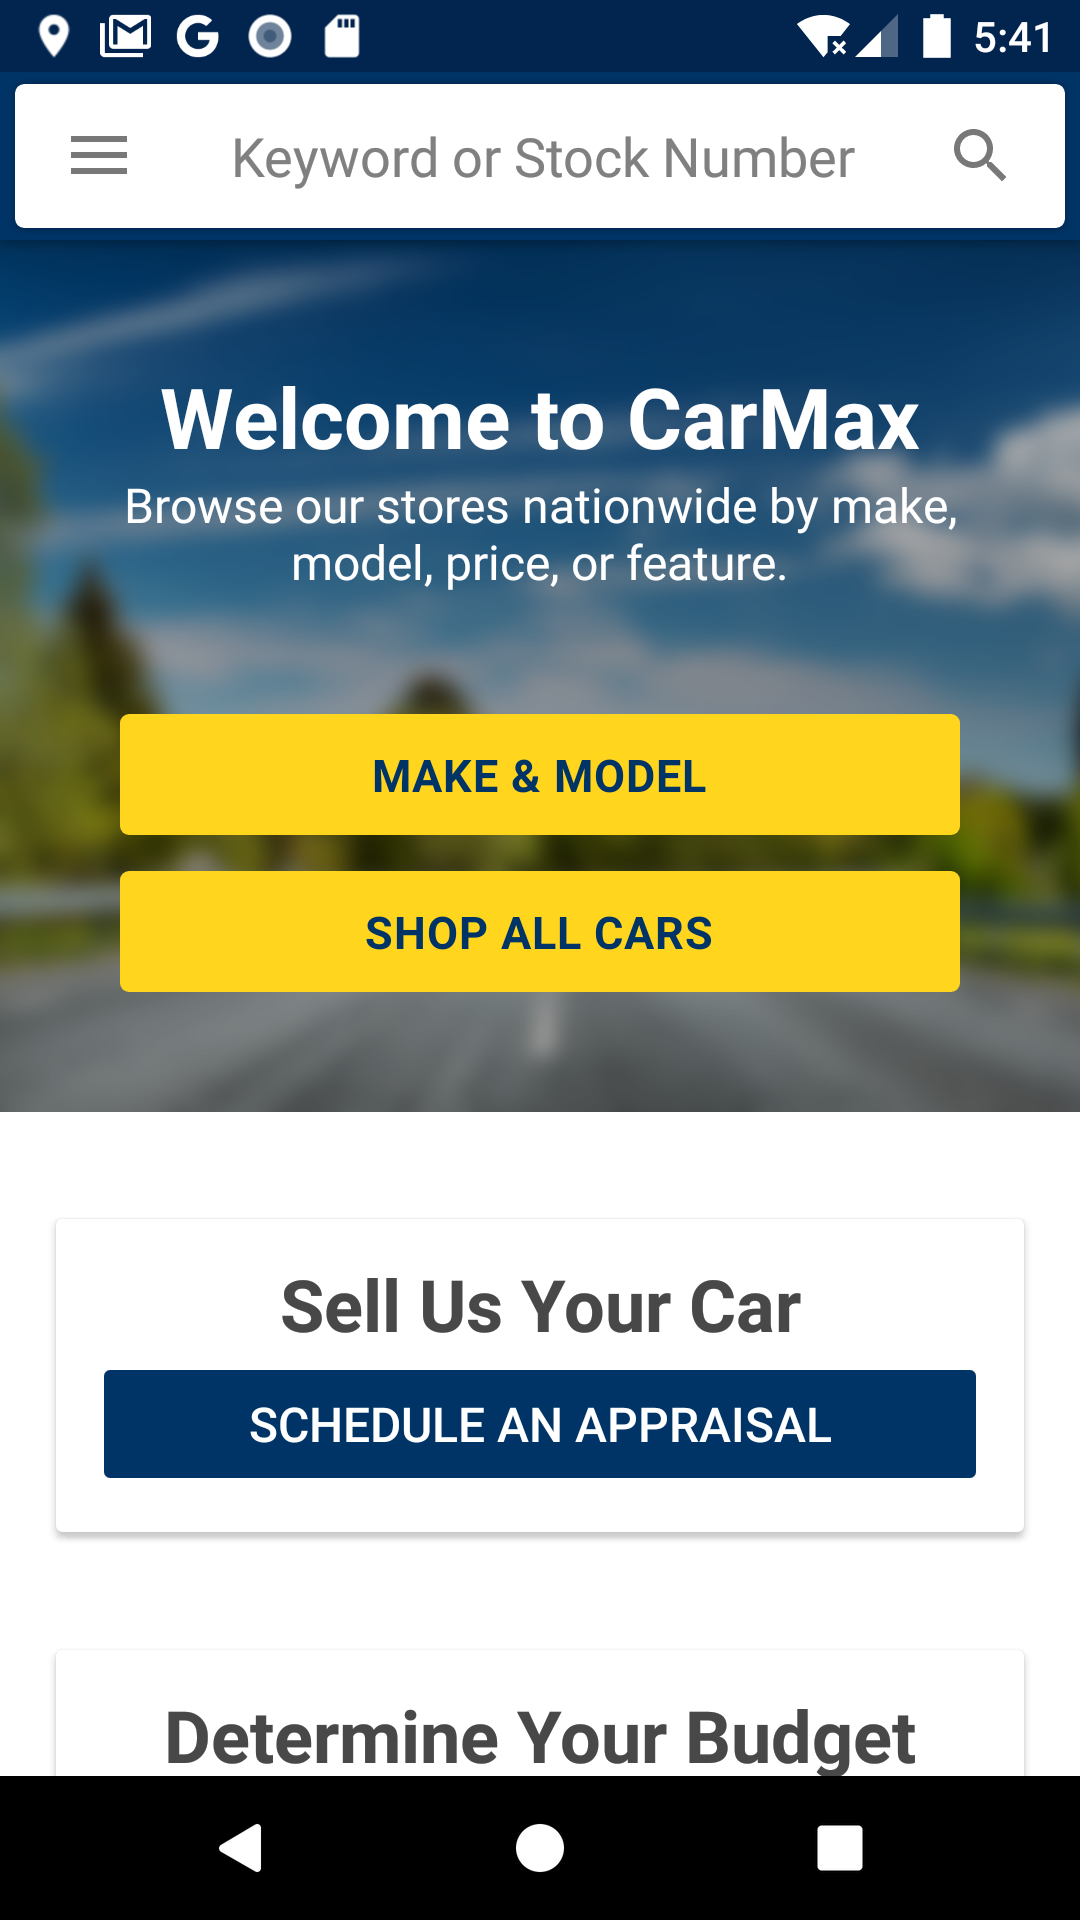 5:41
Keyword or Stock Number
Welcome to CarMax
Browse our stores nationwide by make,
model, price, or feature.
MAKE & MODEL
SHOP ALL CARS
Sell Us Your Car
SCHEDULE AN APPRAISAL
Determine Your Budget